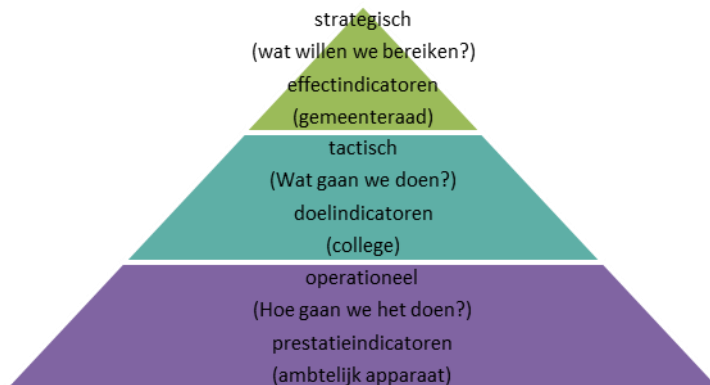 strategisch
(wat willen we bereiken?)
effectindicatoren
(gemeenteraad)
tactisch
(Wat gaan we doen?)
doelindicatoren
(college)
operationeel
(Hoe gaan we het doen?)
prestatieindicatoren
(ambtelijk apparaat)